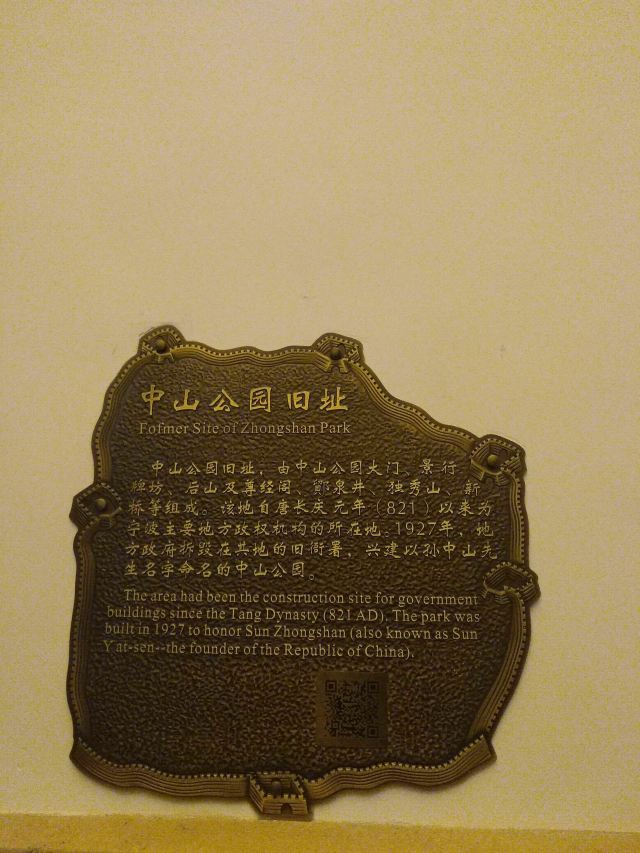 中山公园旧址
Fofmer Site of Zhongshan Park
中山公园旧址，由中山公园大门、景行
牌坊、后山及尊经阁、鄮泉井、独秀山、新
桥等组成。该地自唐长庆元年（821）以来为
宁波主要地方政权机构的所在地。1927年，地
方政府拆毁在其地的旧衙署，兴建以孙中山先
生名字命名的中山公园。
The area had been the construction site for government
buildings since the Tang Dynasty (821 AD). The park was
built in 1927 to honor Sun Zhongshan (also known as Sun
Y at-sen--the founder of the Republic of China).